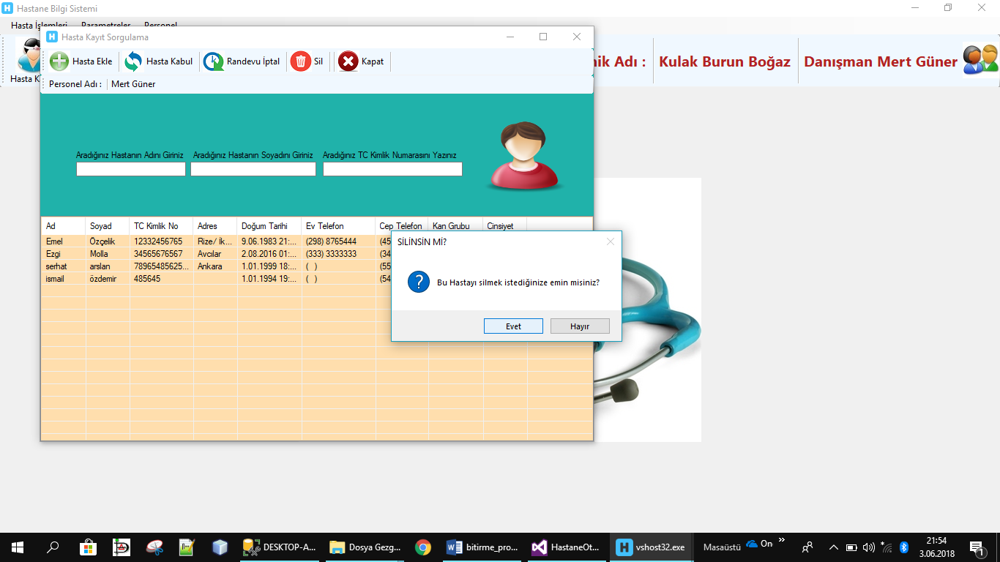 Hastane Bilgi Sistemi
Hasta İşlemleri Parametreler Personel
Hasta Kayıt Sorgulama
Hasta Ekle Hasta Kabul Randevu İptal Sil Kapat
Adı : Kulak Burun Boğaz Danışman Mert Güner
Hasta
Personel Adı : Mert Güner
Aradığınız Hastanın Adını Giriniz Aradığınız Hastanın Soyadını Giriniz Aradığınız TC Kimlik Numarasını Yazınız
Ad Soyad TC Kimlik No Adres Doğum Tarihi Ev Telefon Cep Telefon Kan Grubu Cinsiyet
Emel Özçelik 12332456765 Rize/ İk... 9.06.1983 21:... (298) 8765444 (45
Ezgi Molla 34565676567 Avcılar 2.08.2016 01:... (333) 3333333 (34
serhat arslan 78965485625... Ankara 1.01.1999 18:... ( ) (55
ismail özdemir 485645 1.01.1994 19:... ( ) (54
SİLİNSİN Mİ?
Bu Hastayı silmek istediğinize emin misiniz?
Evet Hayır
DESKTOP-A... Dosya Gezg... bitirme_pro... HastaneOt... vshost32.exe Masaüstü On
21:54
3.06.2018
1